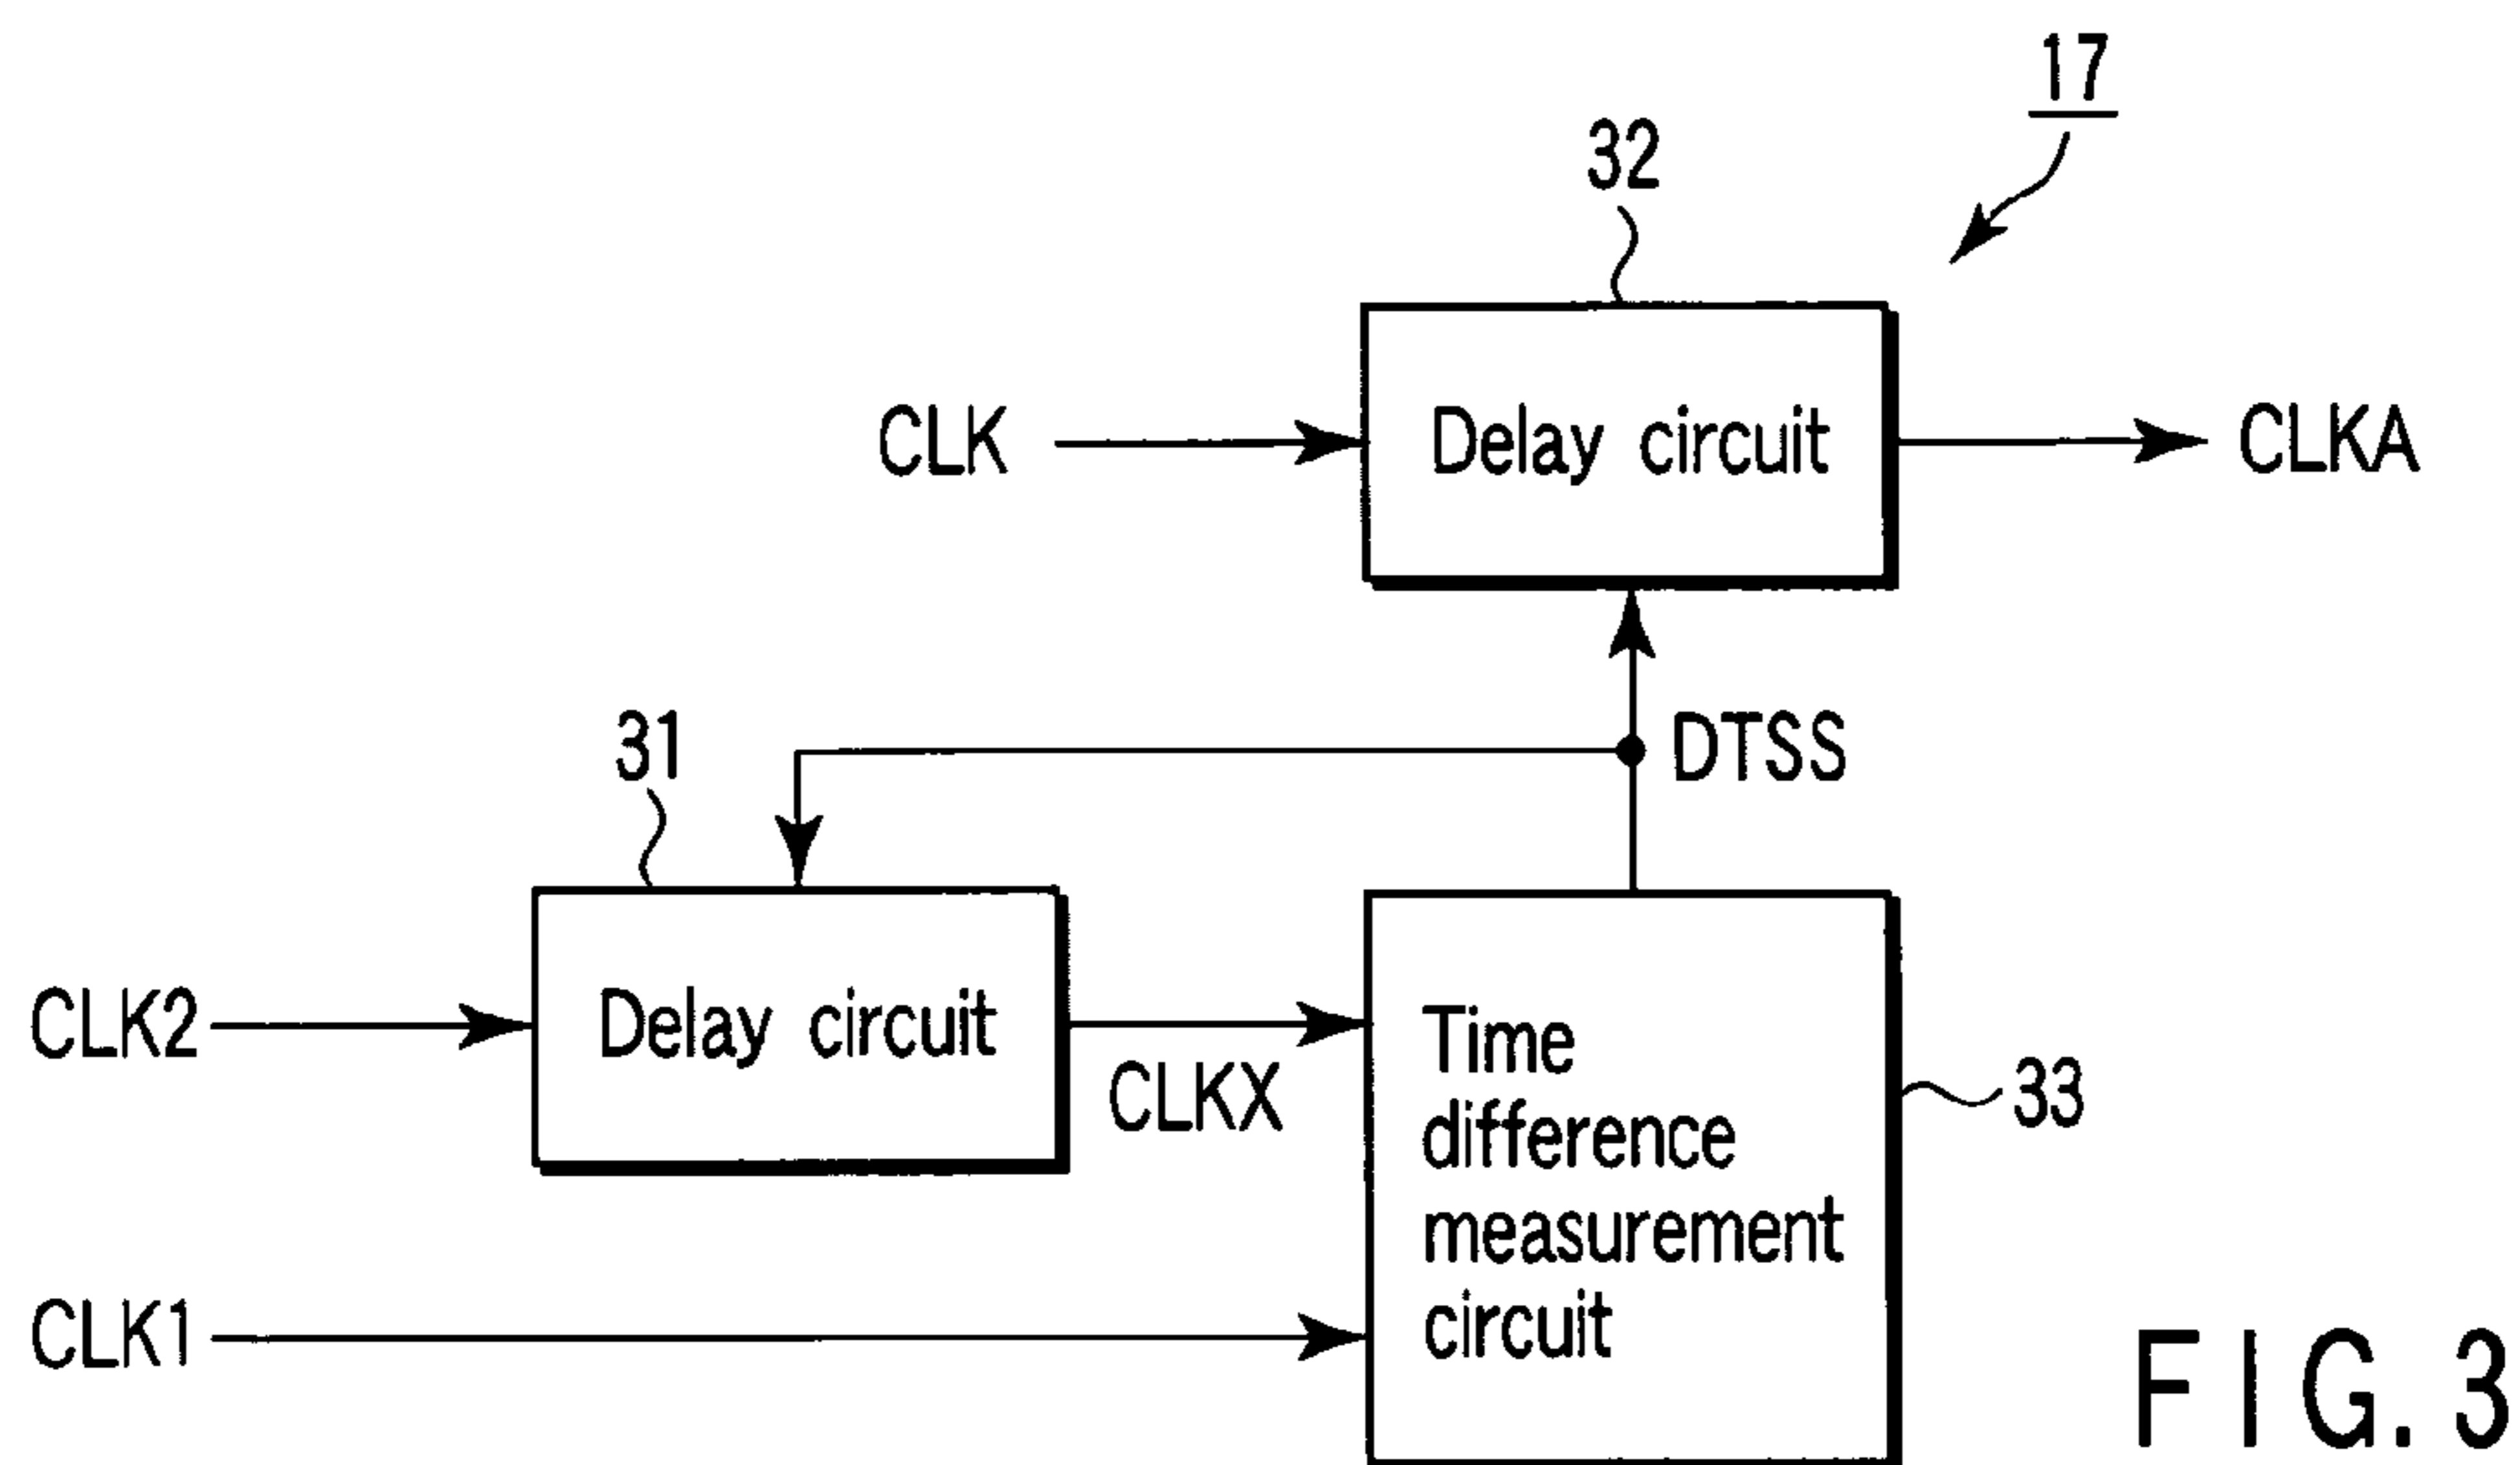 17
32
CLK
Delay circuit
CLKA
31
DTSS
CLK2
Delay circuit
CLKX
Time
difference
measurement
circuit
33
CLK1
FIG. 3